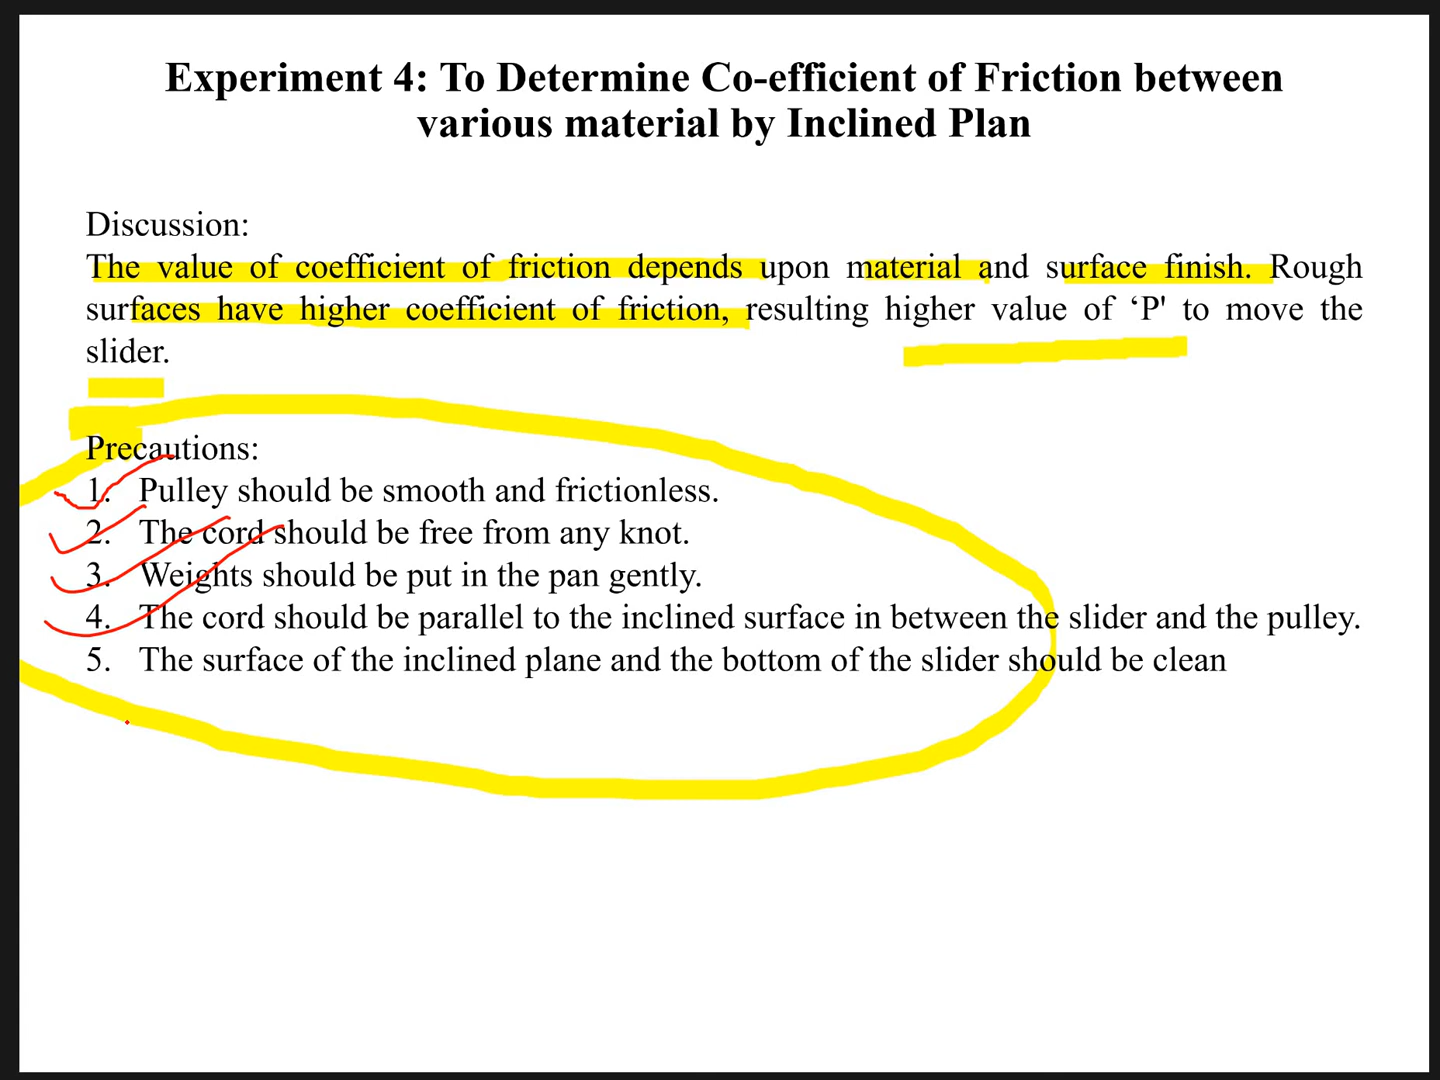 Experiment 4: To Determine Co-efficient of Friction between
various material by Inclined Plan
Discussion:
The value of coefficient of friction depends upon material and surface finish. Rough
surfaces have higher coefficient of friction, resulting higher value of ‘P' to move the
slider.
Precautions:
1. Pulley should be smooth and frictionless.
2. The cord should be free from any knot.
3. Weights should be put in the pan gently.
4. The cord should be parallel to the inclined surface in between the slider and the pulley.
5. The surface of the inclined plane and the bottom of the slider should be clean